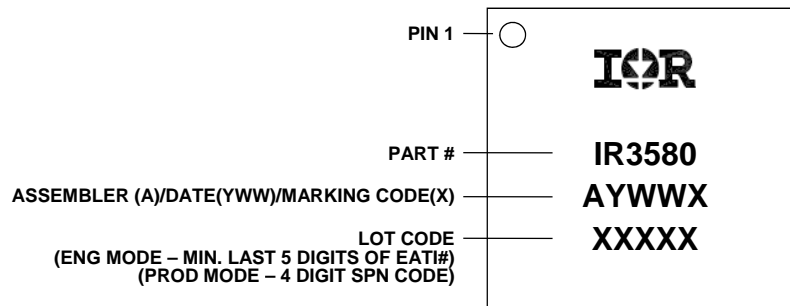 PIN 1
IOR
PART #
IR3580
ASSEMBLER (A)/DATE(YWW)/MARKING CODE(X)
AYWWX
LOT CODE
XXXXX
(ENG MODE – MIN. LAST 5 DIGITS OF EATI#)
(PROD MODE – 4 DIGIT SPN CODE)